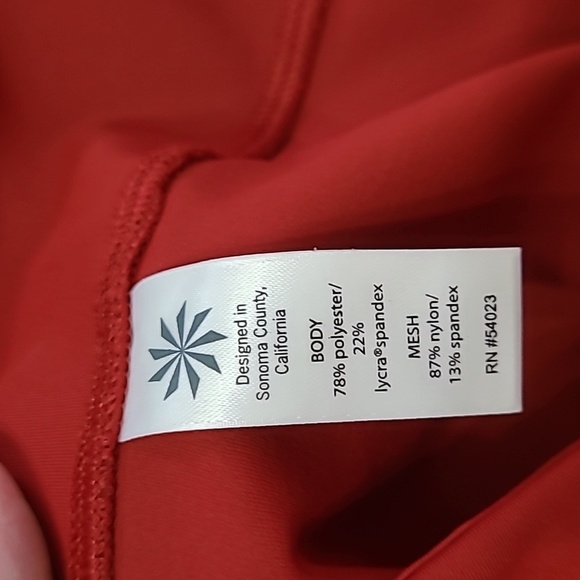 Designed in
Sonoma County,
California
BODY
78% polyester/
22%
lycra®spandex
MESH
87% nylon/
13% spandex
RN #54023